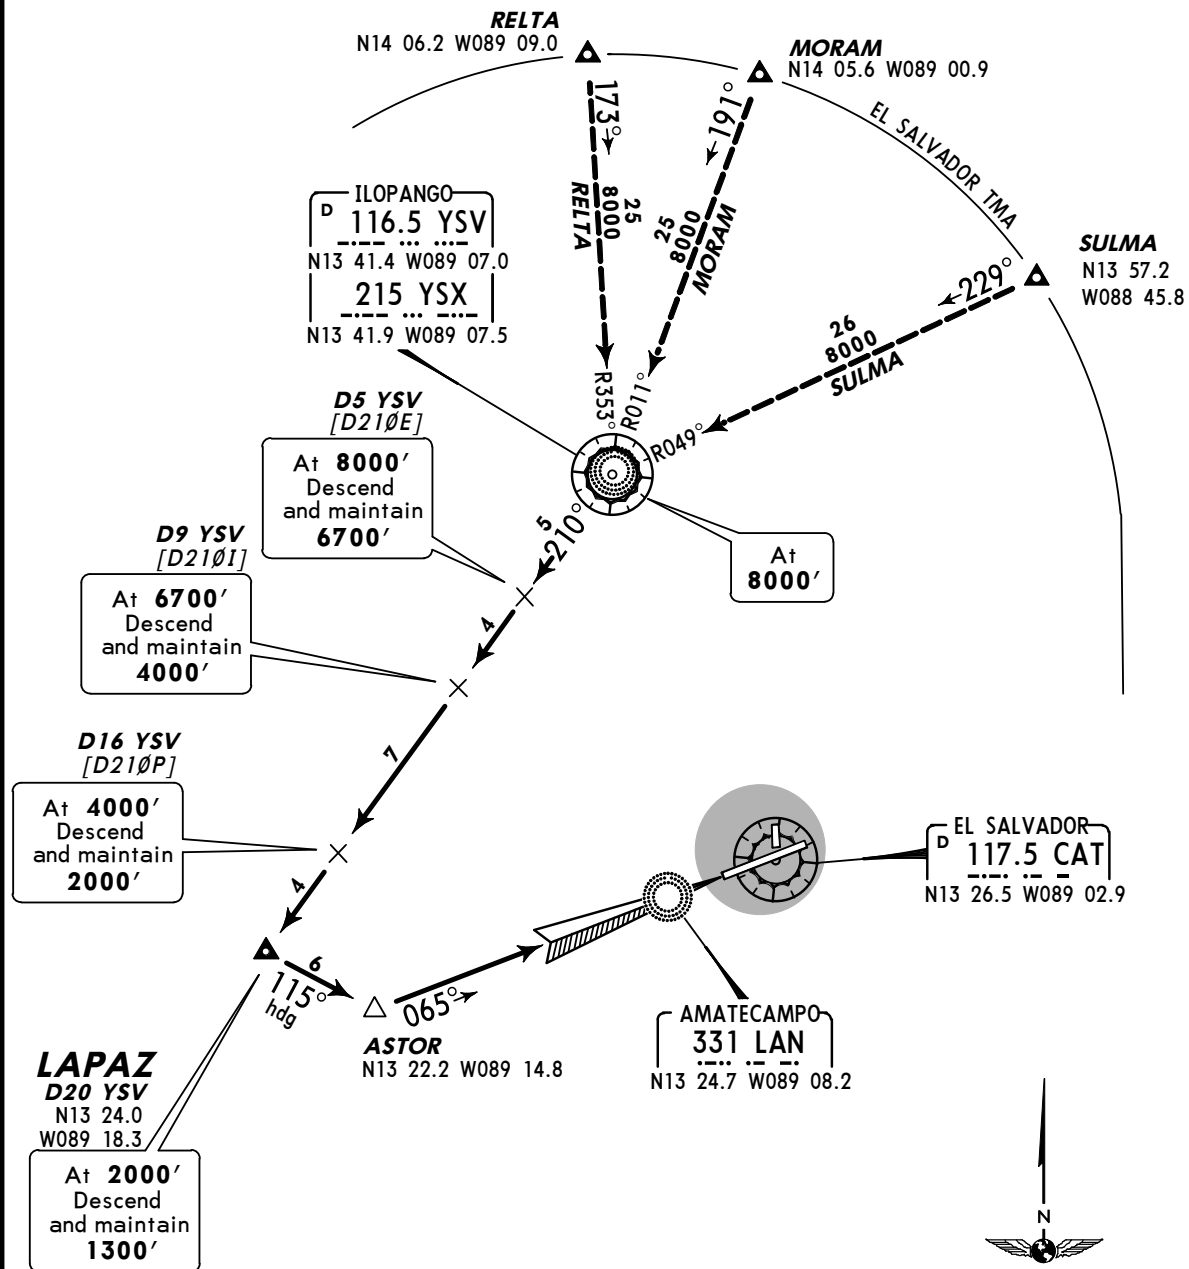 RELTA
N14 06.2 W089 09.0
MORAM
N14 05.6 W089 00.9
EL SALVADOR TMA
SULMA
N13 57.2
W088 45.8
173°
25
8000
RELTA
191°
25
8000
MORAM
229°
26
8000
SULMA
ILOPANGO
D 116.5 YSV
N13 41.4 W089 07.0
215 YSX
N13 41.9 W089 07.5
R353°
R011°
R049°
D5 YSV
[D210E]
At 8000'
Descend
and maintain
6700'
5
210°
At
8000'
D9 YSV
[D210I]
At 6700'
Descend
and maintain
4000'
4
7
D16 YSV
[D210P]
At 4000'
Descend
and maintain
2000'
4
EL SALVADOR
D 117.5 CAT
N13 26.5 W089 02.9
6
115°
hdg
065°
ASTOR
N13 22.2 W089 14.8
AMATECAMPO
331 LAN
N13 24.7 W089 08.2
LAPAZ
D20 YSV
N13 24.0
W089 18.3
At 2000'
Descend
and maintain
1300'
N